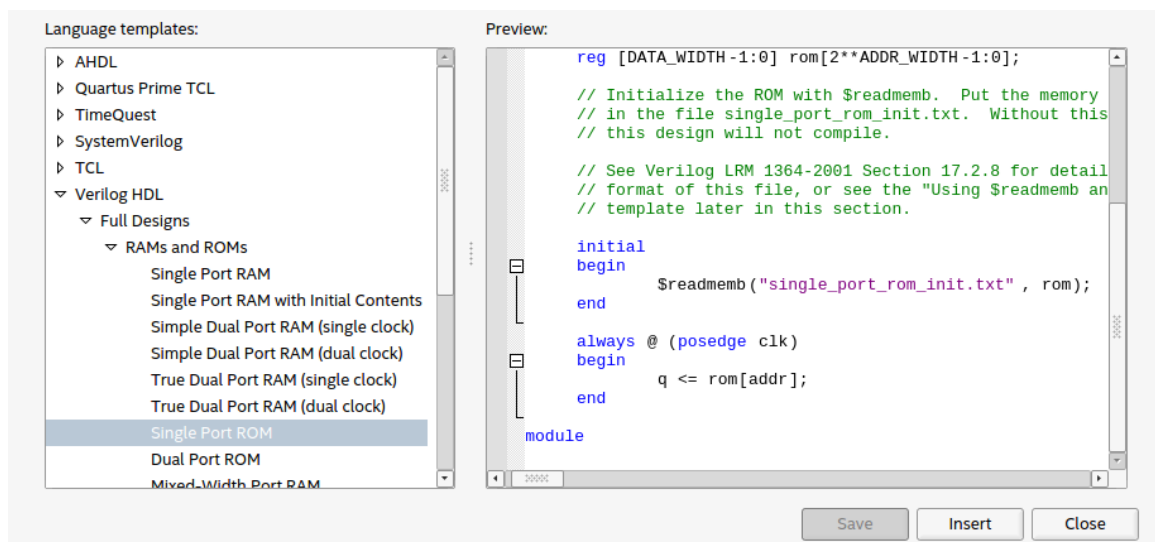 Language templates:
AHDL
Quartus Prime TCL
TimeQuest
SystemVerilog
TCL
Verilog HDL
Full Designs
RAMs and ROMs
Single Port RAM
Single Port RAM with Initial Contents
Simple Dual Port RAM (single clock)
Simple Dual Port RAM (dual clock)
True Dual Port RAM (single clock)
True Dual Port RAM (dual clock)
Single Port ROM
Dual Port ROM
Mixed-Width Port RAM
Preview:
reg [DATA_WIDTH-1:0] rom[2**ADDR_WIDTH-1:0];
// Initialize the ROM with $readmemb.  Put the memory
// in the file single_port_rom_init.txt.  Without this
// this design will not compile.
// See Verilog LRM 1364-2001 Section 17.2.8 for detail
// format of this file, or see the "Using $readmemb an
// template later in this section.
initial
begin
$readmemb("single_port_rom_init.txt", rom);
end
always @ (posedge clk)
begin
q <= rom[addr];
end
module
Save
Insert
Close